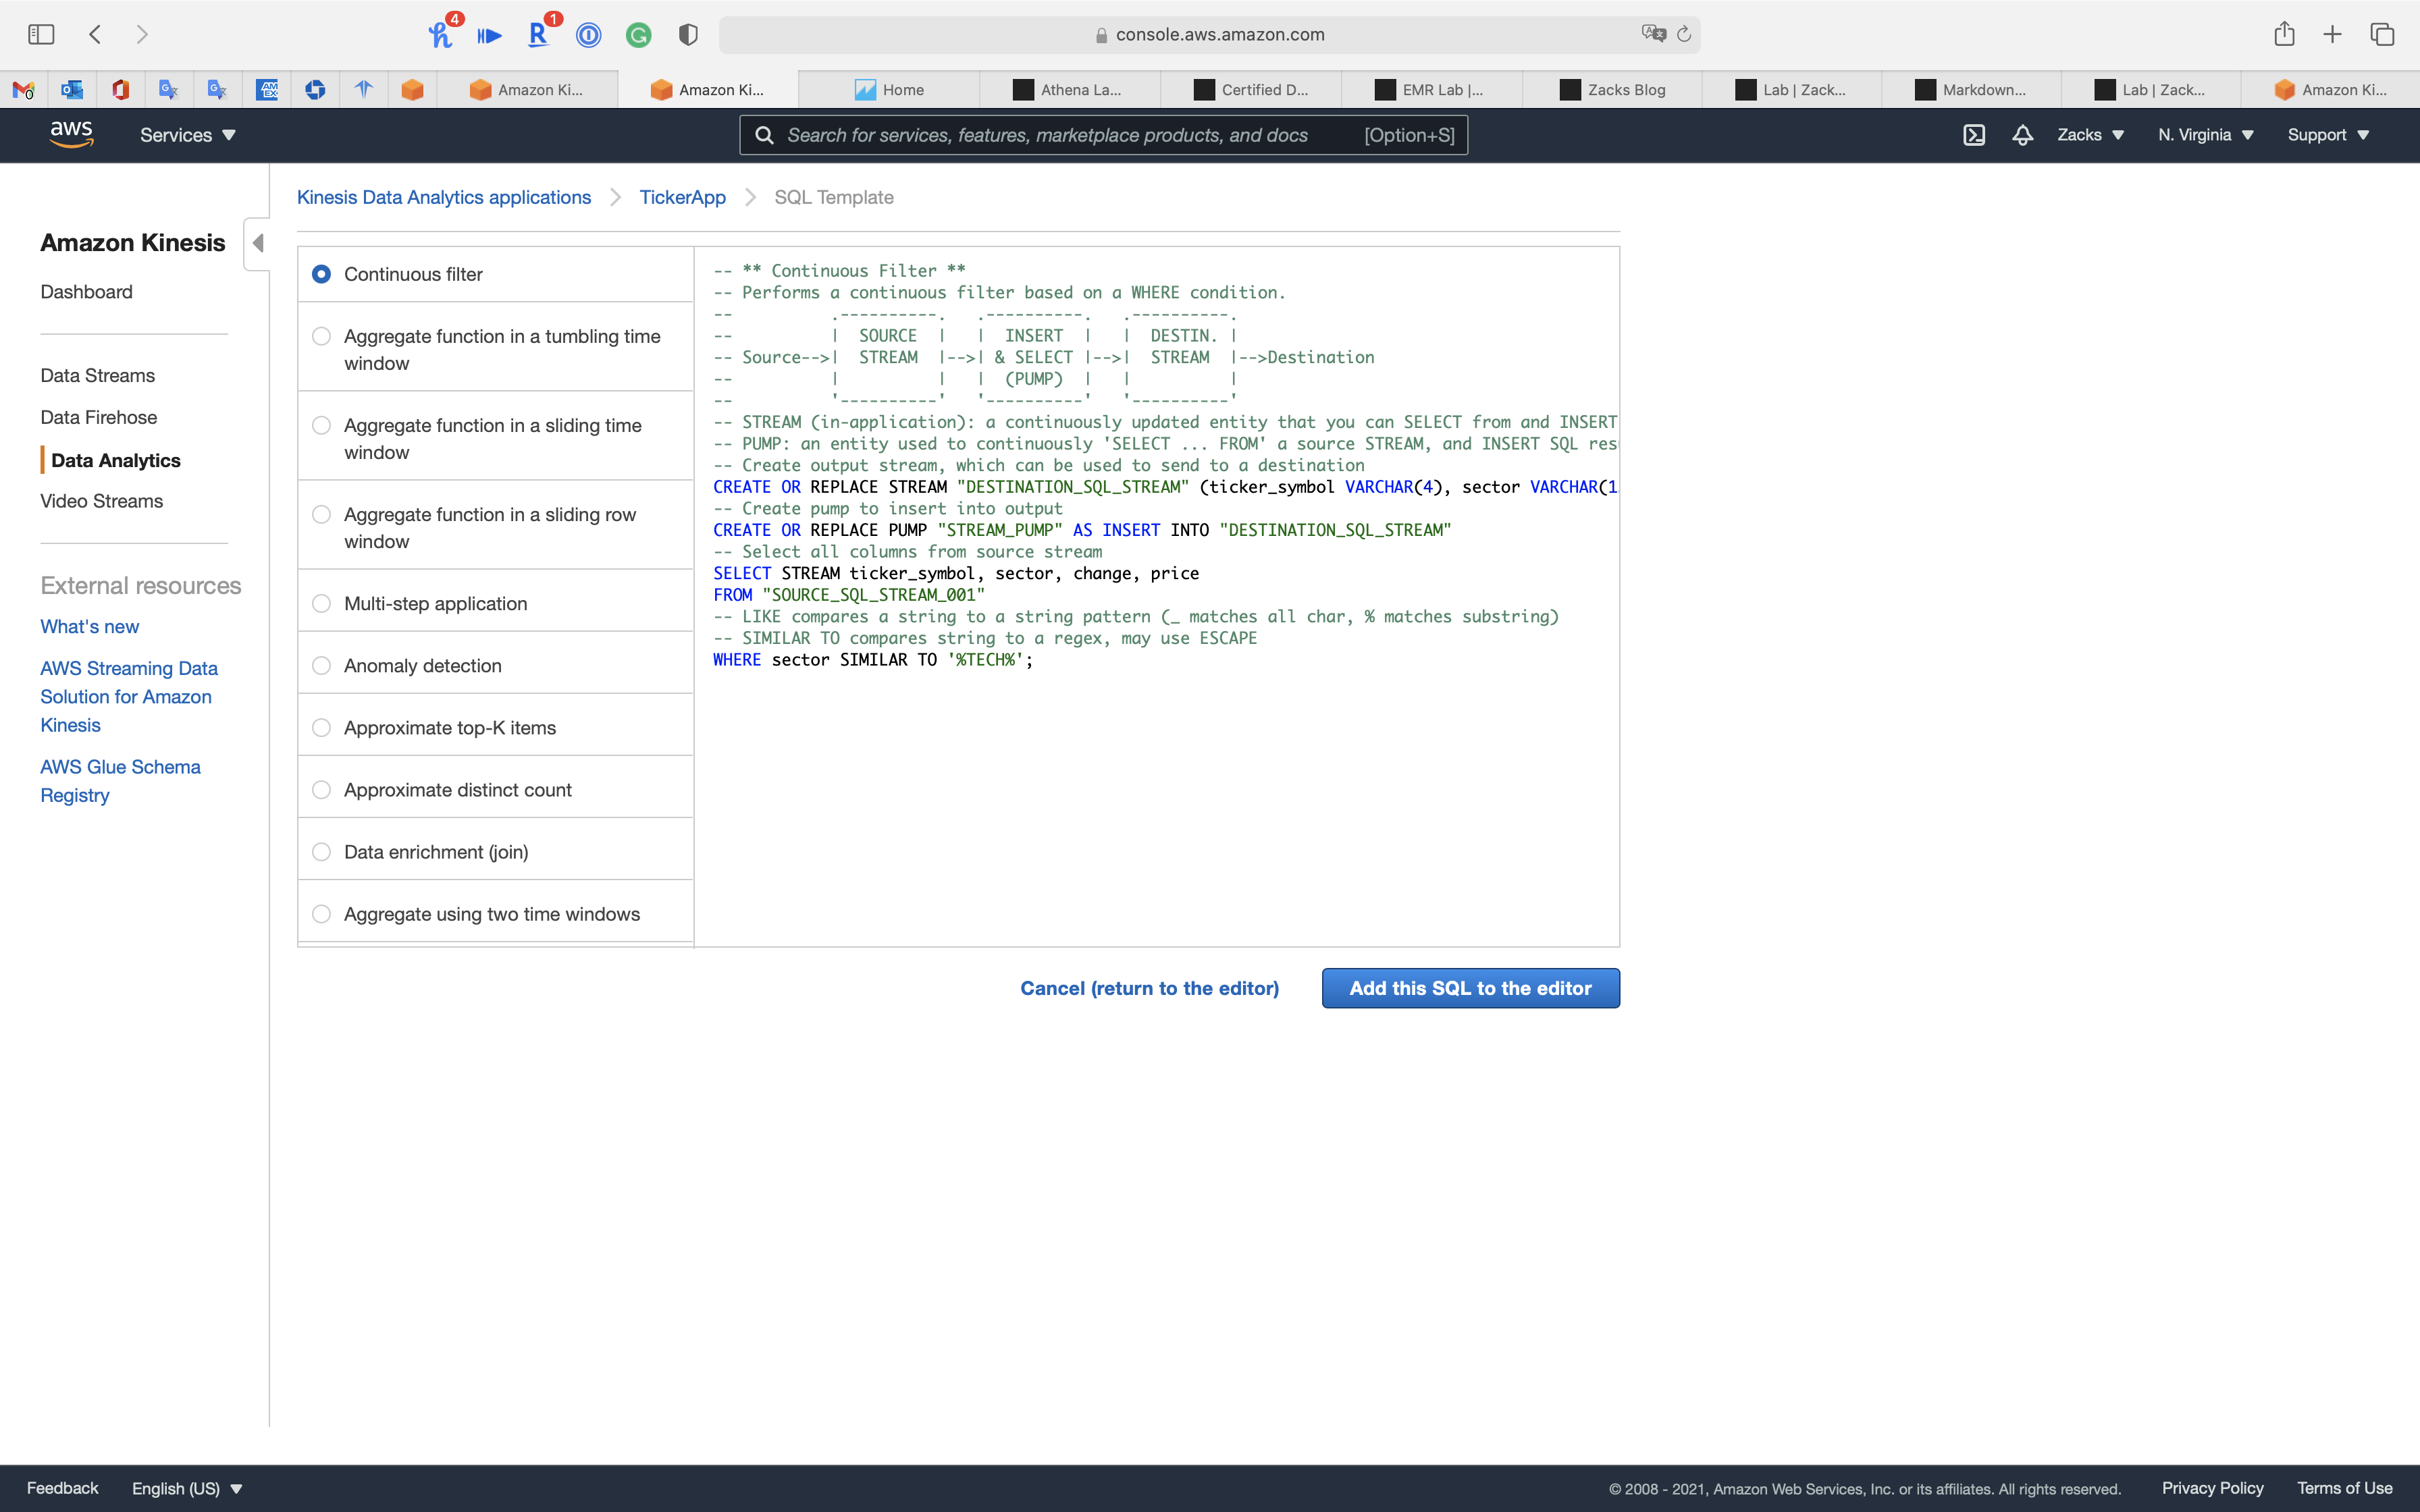 4
1
console.aws.amazon.com
0
AM
EX
Amazon Ki...
Amazon Ki...
Home
Athena La...
Certified D...
EMR Lab |...
Zacks Blog
Lab | Zack...
Markdown...
Lab | Zack...
Amazon Ki...
aws
Services
Search for services, features, marketplace products, and docs
[Option+S]
Zacks
N. Virginia
Support
Amazon Kinesis
Dashboard
Data Streams
Data Firehose
Data Analytics
Video Streams
External resources
What's new
AWS Streaming Data
Solution for Amazon
Kinesis
AWS Glue Schema
Registry
Kinesis Data Analytics applications
TickerApp
SQL Template
Continuous filter
Aggregate function in a tumbling time
window
Aggregate function in a sliding time
window
Aggregate function in a sliding row
window
Multi-step application
Anomaly detection
Approximate top-K items
Approximate distinct count
Data enrichment (join)
Aggregate using two time windows
-- ** Continuous Filter **
-- Performs a continuous filter based on a WHERE condition.
--          .----------.   .----------.   .----------.
--          |  SOURCE  |   |  INSERT  |   |  DESTIN. |
-- Source-->|  STREAM  |-->| & SELECT |-->|  STREAM  |-->Destination
--          |          |   |  (PUMP)  |   |          |
--          '----------'   '----------'   '----------'
-- STREAM (in-application): a continuously updated entity that you can SELECT from and INSERT
-- PUMP: an entity used to continuously 'SELECT ... FROM' a source STREAM, and INSERT SQL res
-- Create output stream, which can be used to send to a destination
CREATE OR REPLACE STREAM "DESTINATION_SQL_STREAM" (ticker_symbol VARCHAR(4), sector VARCHAR(1
-- Create pump to insert into output
CREATE OR REPLACE PUMP "STREAM_PUMP" AS INSERT INTO "DESTINATION_SQL_STREAM"
-- Select all columns from source stream
SELECT STREAM ticker_symbol, sector, change, price
FROM "SOURCE_SQL_STREAM_001"
-- LIKE compares a string to a string pattern (_ matches all char, % matches substring)
-- SIMILAR TO compares string to a regex, may use ESCAPE
WHERE sector SIMILAR TO '%TECH%';
Cancel (return to the editor)
Add this SQL to the editor
Feedback
English (US)
© 2008 - 2021, Amazon Web Services, Inc. or its affiliates. All rights reserved.
Privacy Policy
Terms of Use